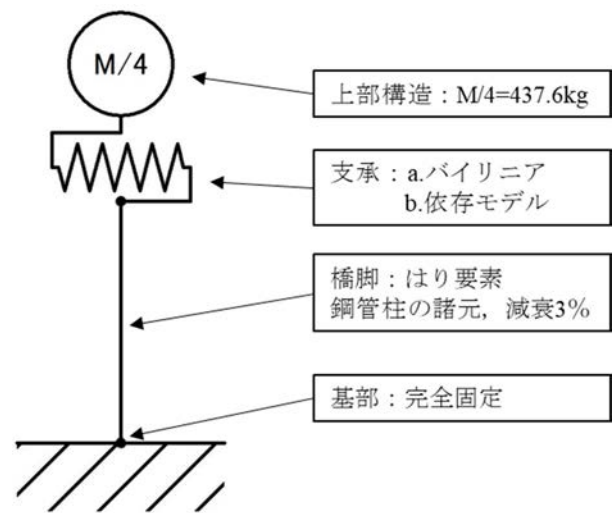 M/4
上部構造：M/4=437.6kg
支承：a.バイリニア
b.依存モデル
橋脚：はり要素
鋼管柱の諸元，減衰3%
基部：完全固定